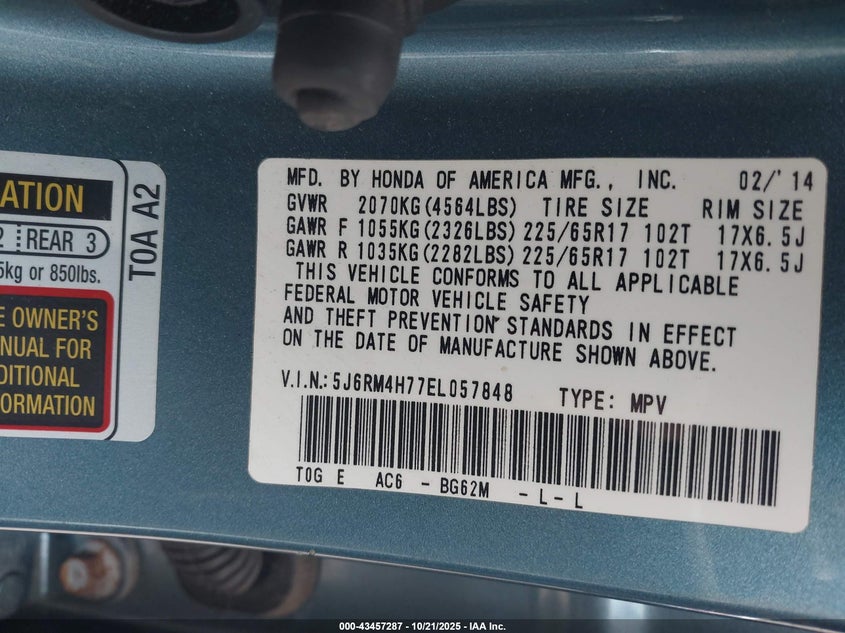 ATION
2 REAR 3
5kg or 850lbs.
E OWNER'S
NUAL FOR
DITIONAL
FORMATION
T0A A2
MFD. BY HONDA OF AMERICA MFG., INC. 02/'14
GVWR 2070KG(4564LBS) TIRE SIZE RIM SIZE
GAWR F 1055KG(2326LBS) 225/65R17 102T 17X6.5J
GAWR R 1035KG(2282LBS) 225/65R17 102T 17X6.5J
THIS VEHICLE CONFORMS TO ALL APPLICABLE
FEDERAL MOTOR VEHICLE SAFETY
AND THEFT PREVENTION STANDARDS IN EFFECT
ON THE DATE OF MANUFACTURE SHOWN ABOVE.
V.I.N.: 5J6RM4H77EL057848 TYPE: MPV
T0G E AC6 - BG62M - L - L
000-43457287 - 10/21/2025 - IAA Inc.